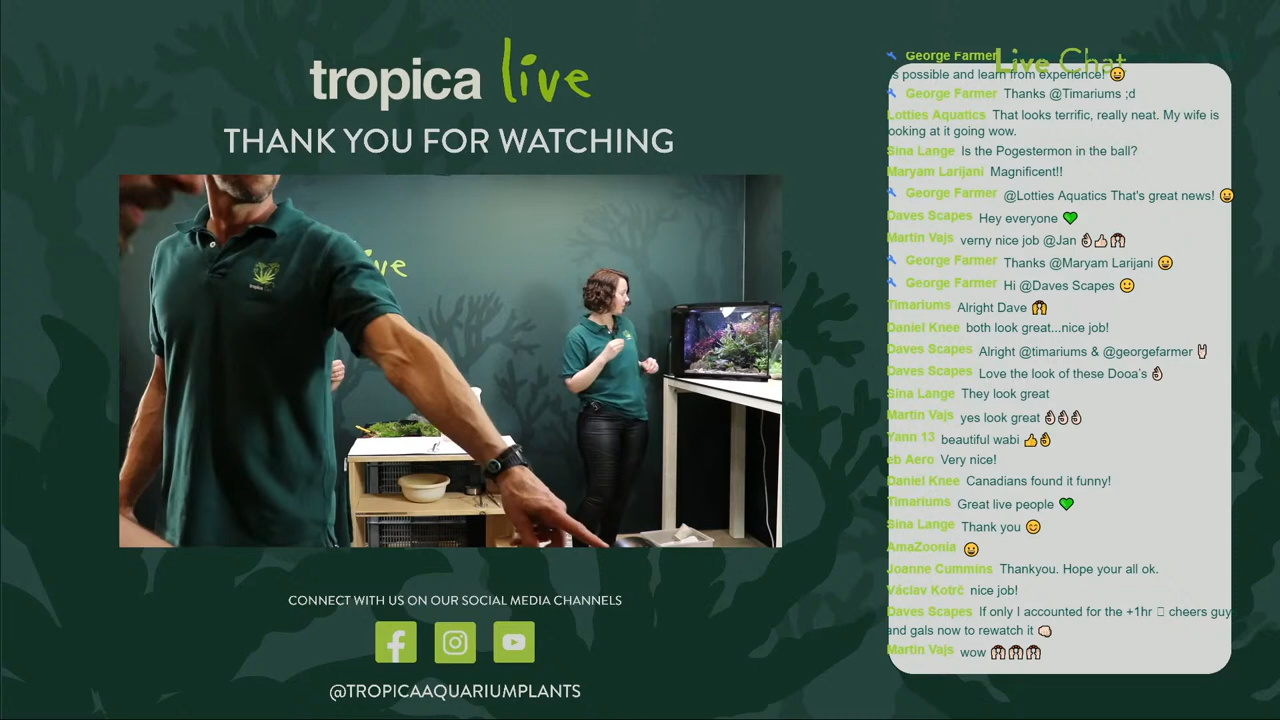 tropica live
THANK YOU FOR WATCHING
ive
tropica
CONNECT WITH US ON OUR SOCIAL MEDIA CHANNELS
@TROPICAAQUARIUMPLANTS
Live Chat
George Farmer
is possible and learn from experience! 😀
George Farmer Thanks @Timariums ;d
Lotties Aquatics That looks terrific, really neat. My wife is
looking at it going wow.
Sina Lange Is the Pogestermon in the ball?
Maryam Larijani Magnificent!!
George Farmer @Lotties Aquatics That's great news! 😀
Daves Scapes Hey everyone 💚
Martin Vajs verny nice job @Jan 👌🏻👍🏻🙌🏻
George Farmer Thanks @Maryam Larijani 😀
George Farmer Hi @Daves Scapes 🙂
Timariums Alright Dave 🙌
Daniel Knee both look great...nice job!
Daves Scapes Alright @timariums & @georgefarmer 🤘🏻
Daves Scapes Love the look of these Dooa's 👌🏻
Sina Lange They look great
Martin Vajs yes look great 👌🏻👌🏻👌🏻
Yann 13 beautiful wabi 👍👌
eb Aero Very nice!
Daniel Knee Canadians found it funny!
Timariums Great live people 💚
Sina Lange Thank you 😊
AmaZoonia 😀
Joanne Cummins Thankyou. Hope your all ok.
Václav Kotrč nice job!
Daves Scapes If only I accounted for the +1hr cheers guys
and gals now to rewatch it 👊🏻
Martin Vajs wow 🙌🏻🙌🏻🙌🏻